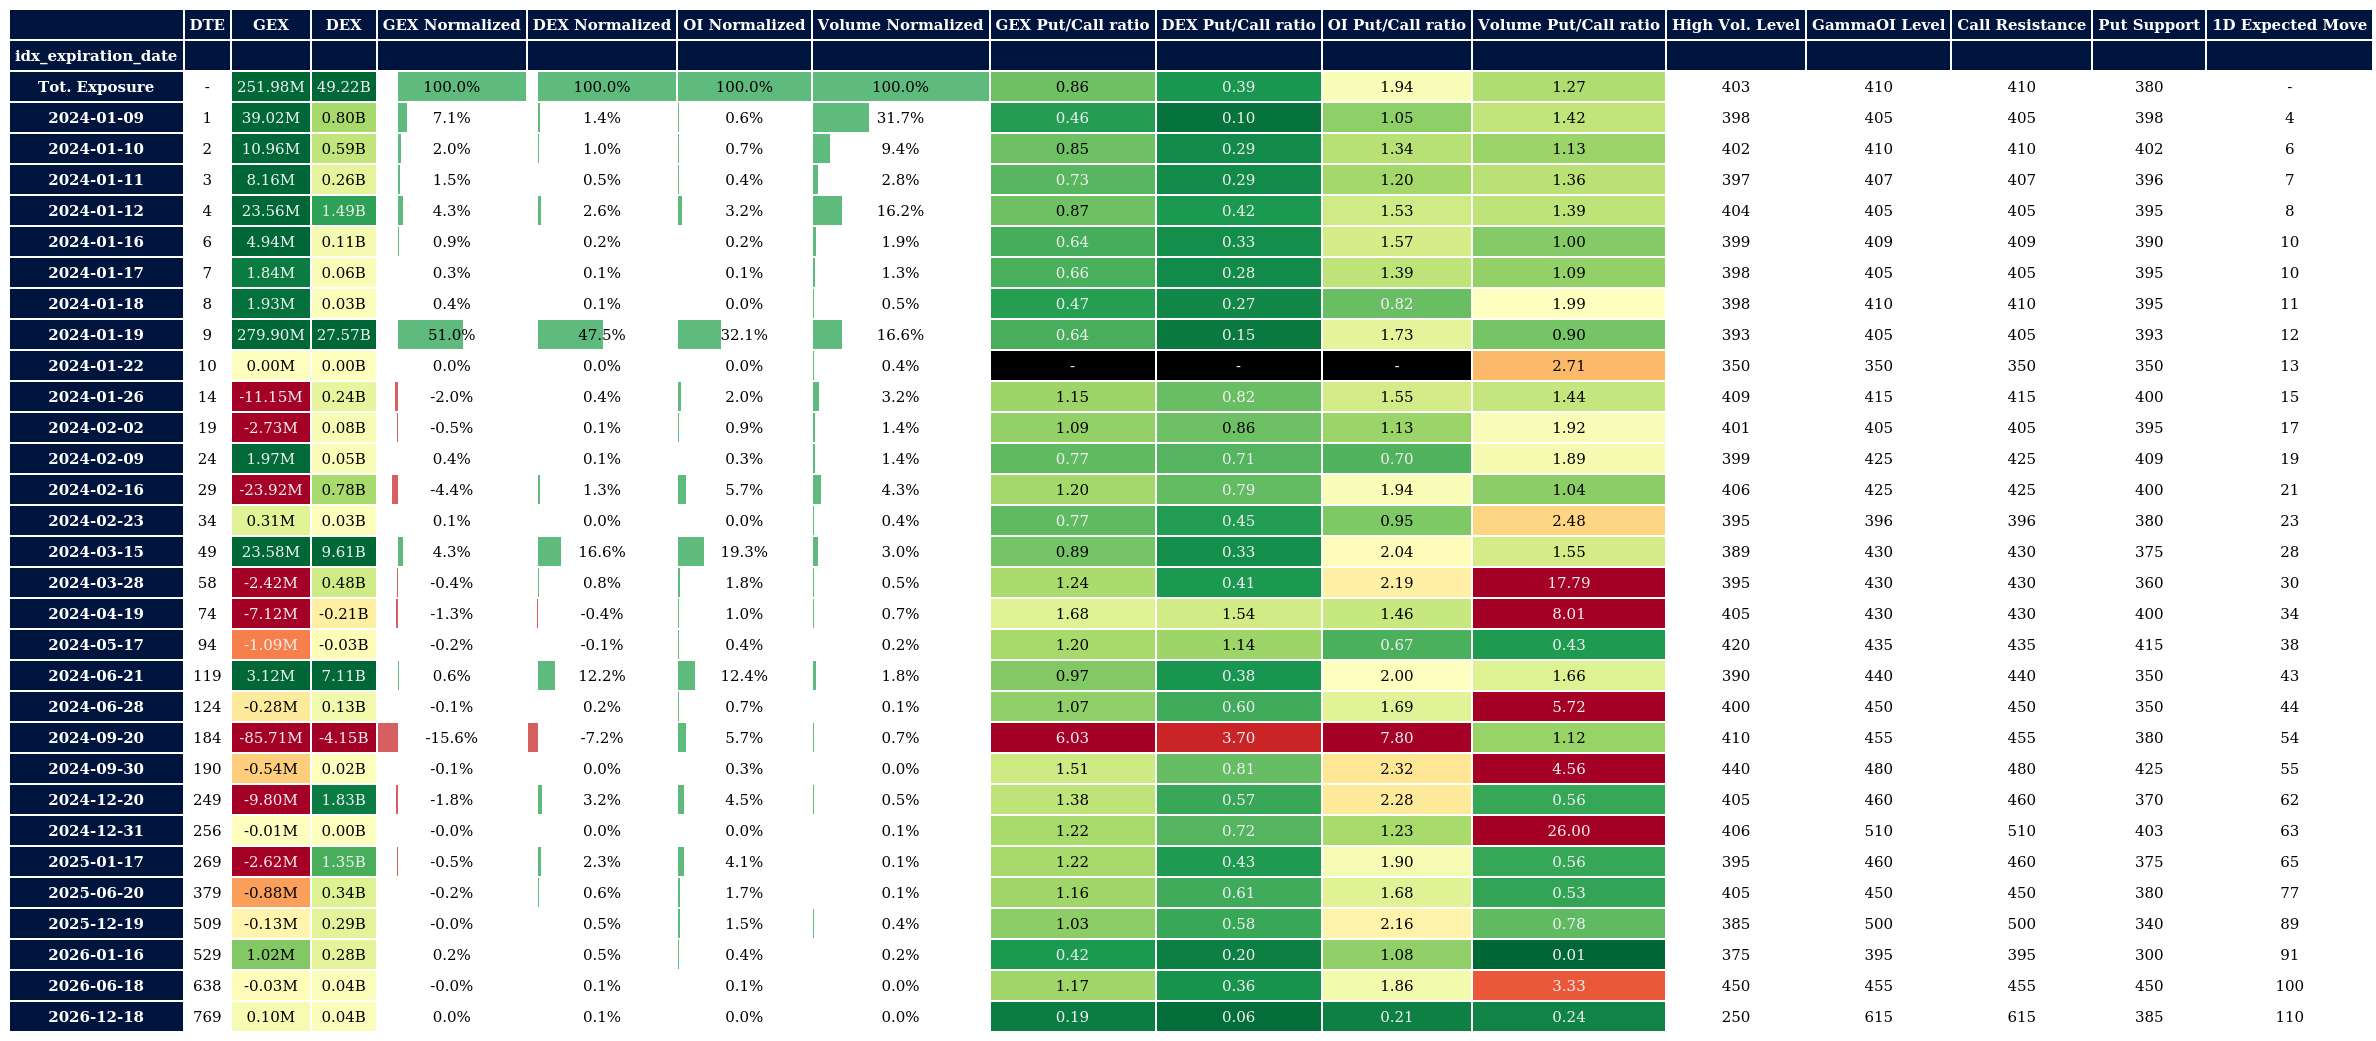 DTE GEX DEX GEX Normalized DEX Normalized OI Normalized Volume Normalized GEX Put/Call ratio DEX Put/Call ratio OI Put/Call ratio Volume Put/Call ratio High Vol. Level GammaOI Level Call Resistance Put Support 1D Expected Move
idx_expiration_date
Tot. Exposure - 251.98M 49.22B 100.0% 100.0% 100.0% 100.0% 0.86 0.39 1.94 1.27 403 410 410 380 -
2024-01-09 1 39.02M 0.80B 7.1% 1.4% 0.6% 31.7% 0.46 0.10 1.05 1.42 398 405 405 398 4
2024-01-10 2 10.96M 0.59B 2.0% 1.0% 0.7% 9.4% 0.85 0.29 1.34 1.13 402 410 410 402 6
2024-01-11 3 8.16M 0.26B 1.5% 0.5% 0.4% 2.8% 0.73 0.29 1.20 1.36 397 407 407 396 7
2024-01-12 4 23.56M 1.49B 4.3% 2.6% 3.2% 16.2% 0.87 0.42 1.53 1.39 404 405 405 395 8
2024-01-16 6 4.94M 0.11B 0.9% 0.2% 0.2% 1.9% 0.64 0.33 1.57 1.00 399 409 409 390 10
2024-01-17 7 1.84M 0.06B 0.3% 0.1% 0.1% 1.3% 0.66 0.28 1.39 1.09 398 405 405 395 10
2024-01-18 8 1.93M 0.03B 0.4% 0.1% 0.0% 0.5% 0.47 0.27 0.82 1.99 398 410 410 395 11
2024-01-19 9 279.90M 27.57B 51.0% 47.5% 32.1% 16.6% 0.64 0.15 1.73 0.90 393 405 405 393 12
2024-01-22 10 0.00M 0.00B 0.0% 0.0% 0.0% 0.4% - - - 2.71 350 350 350 350 13
2024-01-26 14 -11.15M 0.24B -2.0% 0.4% 2.0% 3.2% 1.15 0.82 1.55 1.44 409 415 415 400 15
2024-02-02 19 -2.73M 0.08B -0.5% 0.1% 0.9% 1.4% 1.09 0.86 1.13 1.92 401 405 405 395 17
2024-02-09 24 1.97M 0.05B 0.4% 0.1% 0.3% 1.4% 0.77 0.71 0.70 1.89 399 425 425 409 19
2024-02-16 29 -23.92M 0.78B -4.4% 1.3% 5.7% 4.3% 1.20 0.79 1.94 1.04 406 425 425 400 21
2024-02-23 34 0.31M 0.03B 0.1% 0.0% 0.0% 0.4% 0.77 0.45 0.95 2.48 395 396 396 380 23
2024-03-15 49 23.58M 9.61B 4.3% 16.6% 19.3% 3.0% 0.89 0.33 2.04 1.55 389 430 430 375 28
2024-03-28 58 -2.42M 0.48B -0.4% 0.8% 1.8% 0.5% 1.24 0.41 2.19 17.79 395 430 430 360 30
2024-04-19 74 -7.12M -0.21B -1.3% -0.4% 1.0% 0.7% 1.68 1.54 1.46 8.01 405 430 430 400 34
2024-05-17 94 -1.09M -0.03B -0.2% -0.1% 0.4% 0.2% 1.20 1.14 0.67 0.43 420 435 435 415 38
2024-06-21 119 3.12M 7.11B 0.6% 12.2% 12.4% 1.8% 0.97 0.38 2.00 1.66 390 440 440 350 43
2024-06-28 124 -0.28M 0.13B -0.1% 0.2% 0.7% 0.1% 1.07 0.60 1.69 5.72 400 450 450 350 44
2024-09-20 184 -85.71M -4.15B -15.6% -7.2% 5.7% 0.7% 6.03 3.70 7.80 1.12 410 455 455 380 54
2024-09-30 190 -0.54M 0.02B -0.1% 0.0% 0.3% 0.0% 1.51 0.81 2.32 4.56 440 480 480 425 55
2024-12-20 249 -9.80M 1.83B -1.8% 3.2% 4.5% 0.5% 1.38 0.57 2.28 0.56 405 460 460 370 62
2024-12-31 256 -0.01M 0.00B -0.0% 0.0% 0.0% 0.1% 1.22 0.72 1.23 26.00 406 510 510 403 63
2025-01-17 269 -2.62M 1.35B -0.5% 2.3% 4.1% 0.1% 1.22 0.43 1.90 0.56 395 460 460 375 65
2025-06-20 379 -0.88M 0.34B -0.2% 0.6% 1.7% 0.1% 1.16 0.61 1.68 0.53 405 450 450 380 77
2025-12-19 509 -0.13M 0.29B -0.0% 0.5% 1.5% 0.4% 1.03 0.58 2.16 0.78 385 500 500 340 89
2026-01-16 529 1.02M 0.28B 0.2% 0.5% 0.4% 0.2% 0.42 0.20 1.08 0.01 375 395 395 300 91
2026-06-18 638 -0.03M 0.04B -0.0% 0.1% 0.1% 0.0% 1.17 0.36 1.86 3.33 450 455 455 450 100
2026-12-18 769 0.10M 0.04B 0.0% 0.1% 0.0% 0.0% 0.19 0.06 0.21 0.24 250 615 615 385 110